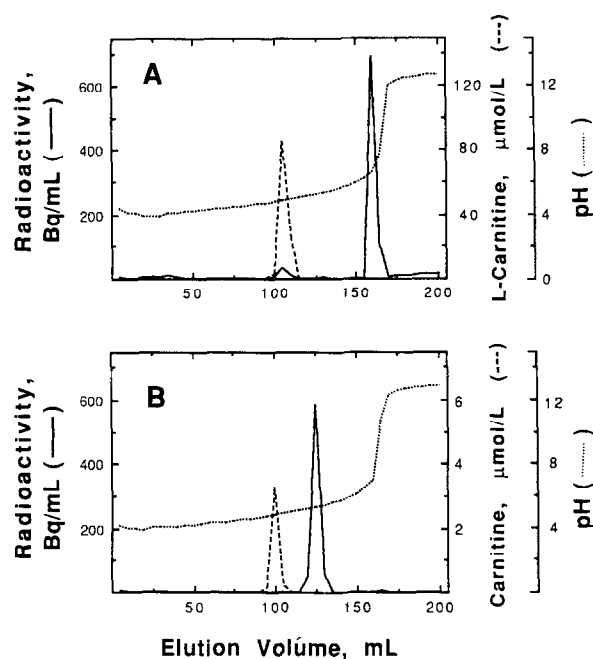 A
Radioactivity,
Bq/mL (——)
600
400
200
120
80
40
0
L-Carnitine, μmol/L (---)
12
8
4
0
pH (........)
50
100
150
200
B
Radioactivity,
Bq/mL (——)
600
400
200
6
4
2
Carnitine, μmol/L (---)
12
8
4
pH (........)
50
100
150
200
Elution Volume, mL